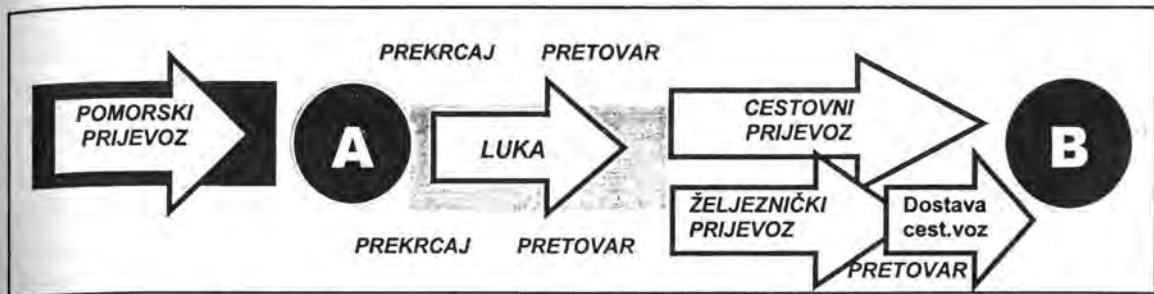 PREKRCAJ PRETOVAR
POMORSKI
PRIJEVOZ
A
LUKA
CESTOVNI
PRIJEVOZ
B
ŽELJEZNIČKI
PRIJEVOZ
Dostava
cest.voz
PREKRCAJ PRETOVAR
PRETOVAR